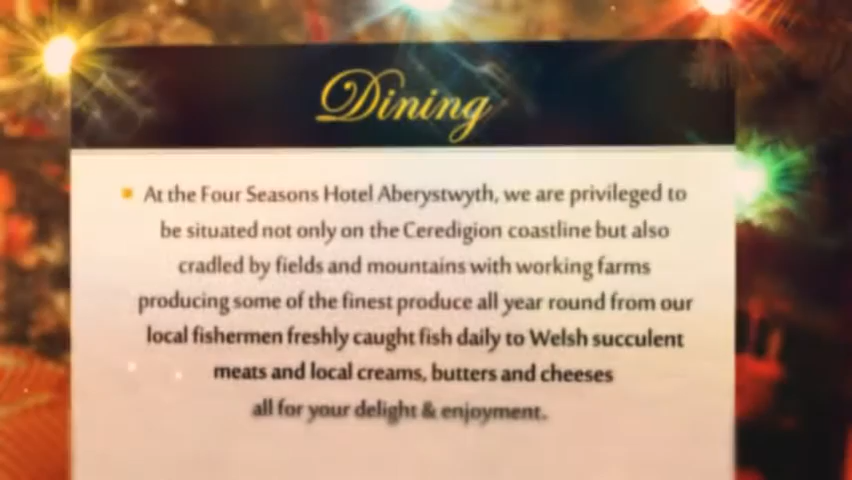 Dining
At the Four Seasons Hotel Aberystwyth, we are privileged to
be situated not only on the Ceredigion coastline but also
cradled by fields and mountains with working farms
producing some of the finest produce all year round from our
local fishermen freshly caught fish daily to Welsh succulent
meats and local creams, butters and cheeses
all for your delight & enjoyment.